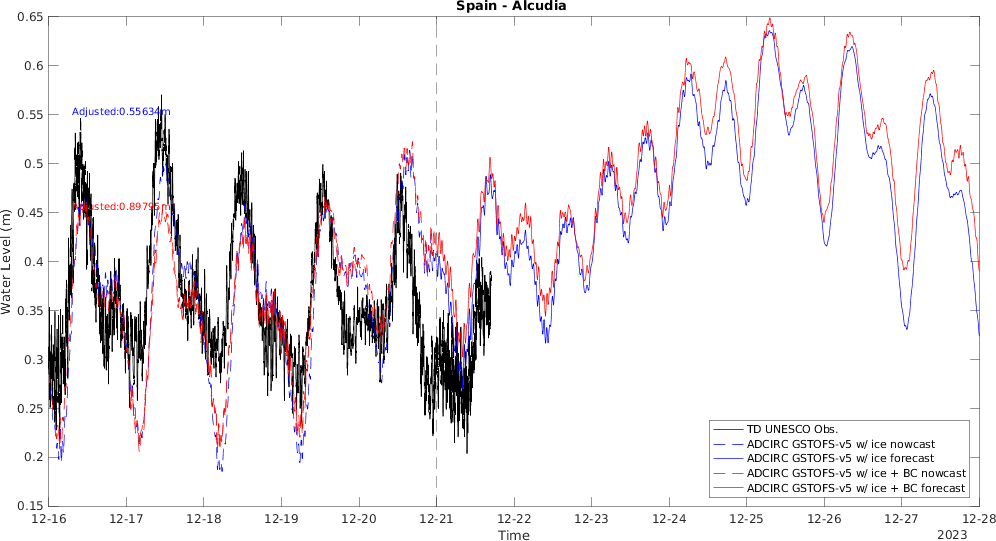 Spain - Alcudia
Water Level (m)
0.65
0.6
0.55
0.5
0.45
0.4
0.35
0.3
0.25
0.2
0.15
Adjusted:0.55634m
Adjusted:0.89795m
TD UNESCO Obs.
ADCIRC GSTOFS-v5 w/ ice nowcast
ADCIRC GSTOFS-v5 w/ ice forecast
ADCIRC GSTOFS-v5 w/ ice + BC nowcast
ADCIRC GSTOFS-v5 w/ ice + BC forecast
12-16 12-17 12-18 12-19 12-20 12-21 12-22 12-23 12-24 12-25 12-26 12-27 12-28
Time
2023